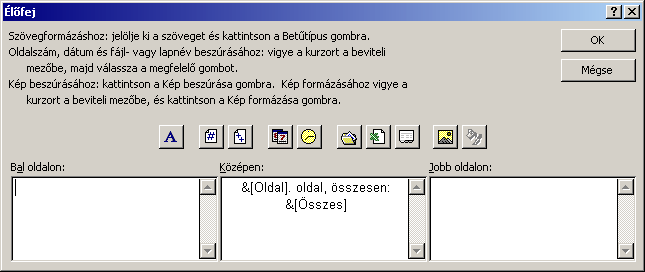 Élőfej
Szövegformázáshoz: jelölje ki a szöveget és kattintson a Betűtípus gombra.
Oldalszám, dátum és fájl- vagy lapnév beszúrásához: vigye a kurzort a beviteli
mezőbe, majd válassza a megfelelő gombot.
Kép beszúrásához: kattintson a Kép beszúrása gombra. Kép formázásához vigye a
kurzort a beviteli mezőbe, és kattintson a Kép formázása gombra.
OK
Mégse
A
Bal oldalon:
Középen:
Jobb oldalon:
&[Oldal]. oldal, összesen:
&[Összes]